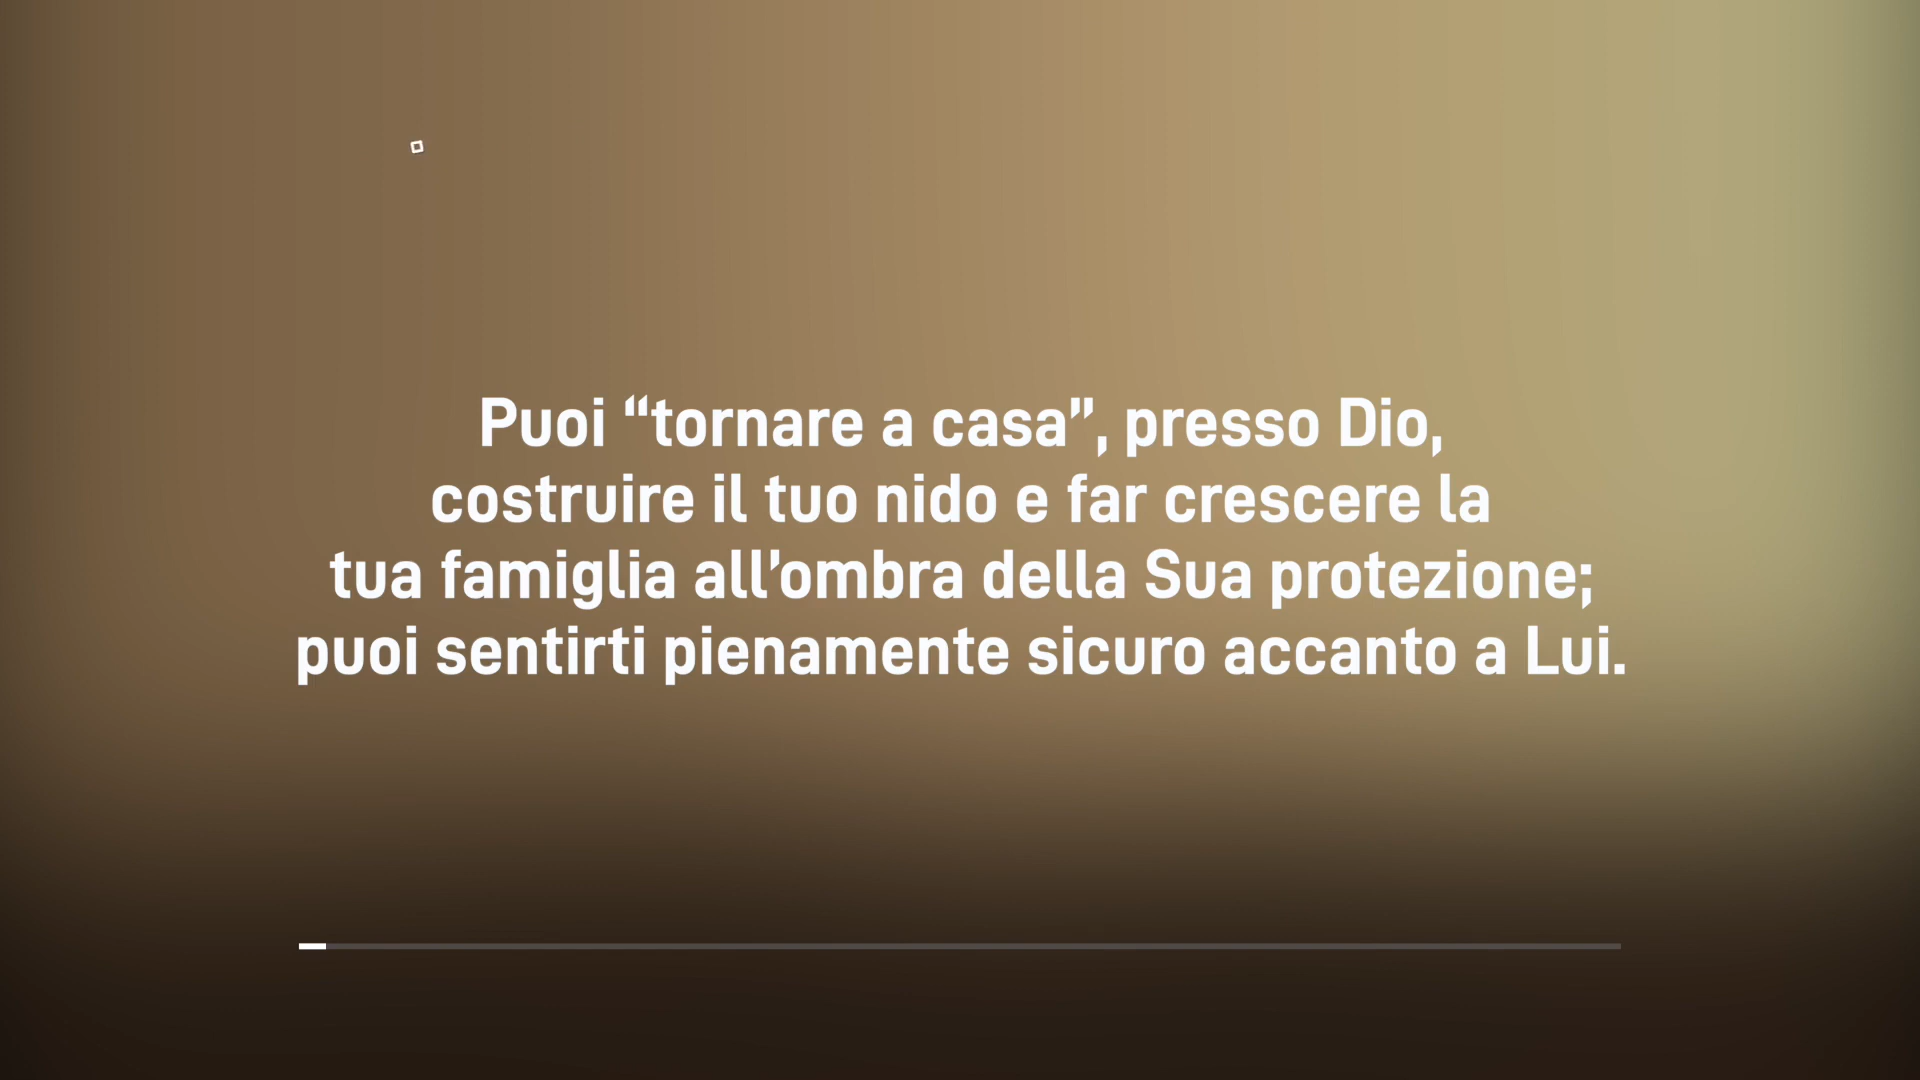 Puoi “tornare a casa”, presso Dio,
costruire il tuo nido e far crescere la
tua famiglia all’ombra della Sua protezione;
puoi sentirti pienamente sicuro accanto a Lui.